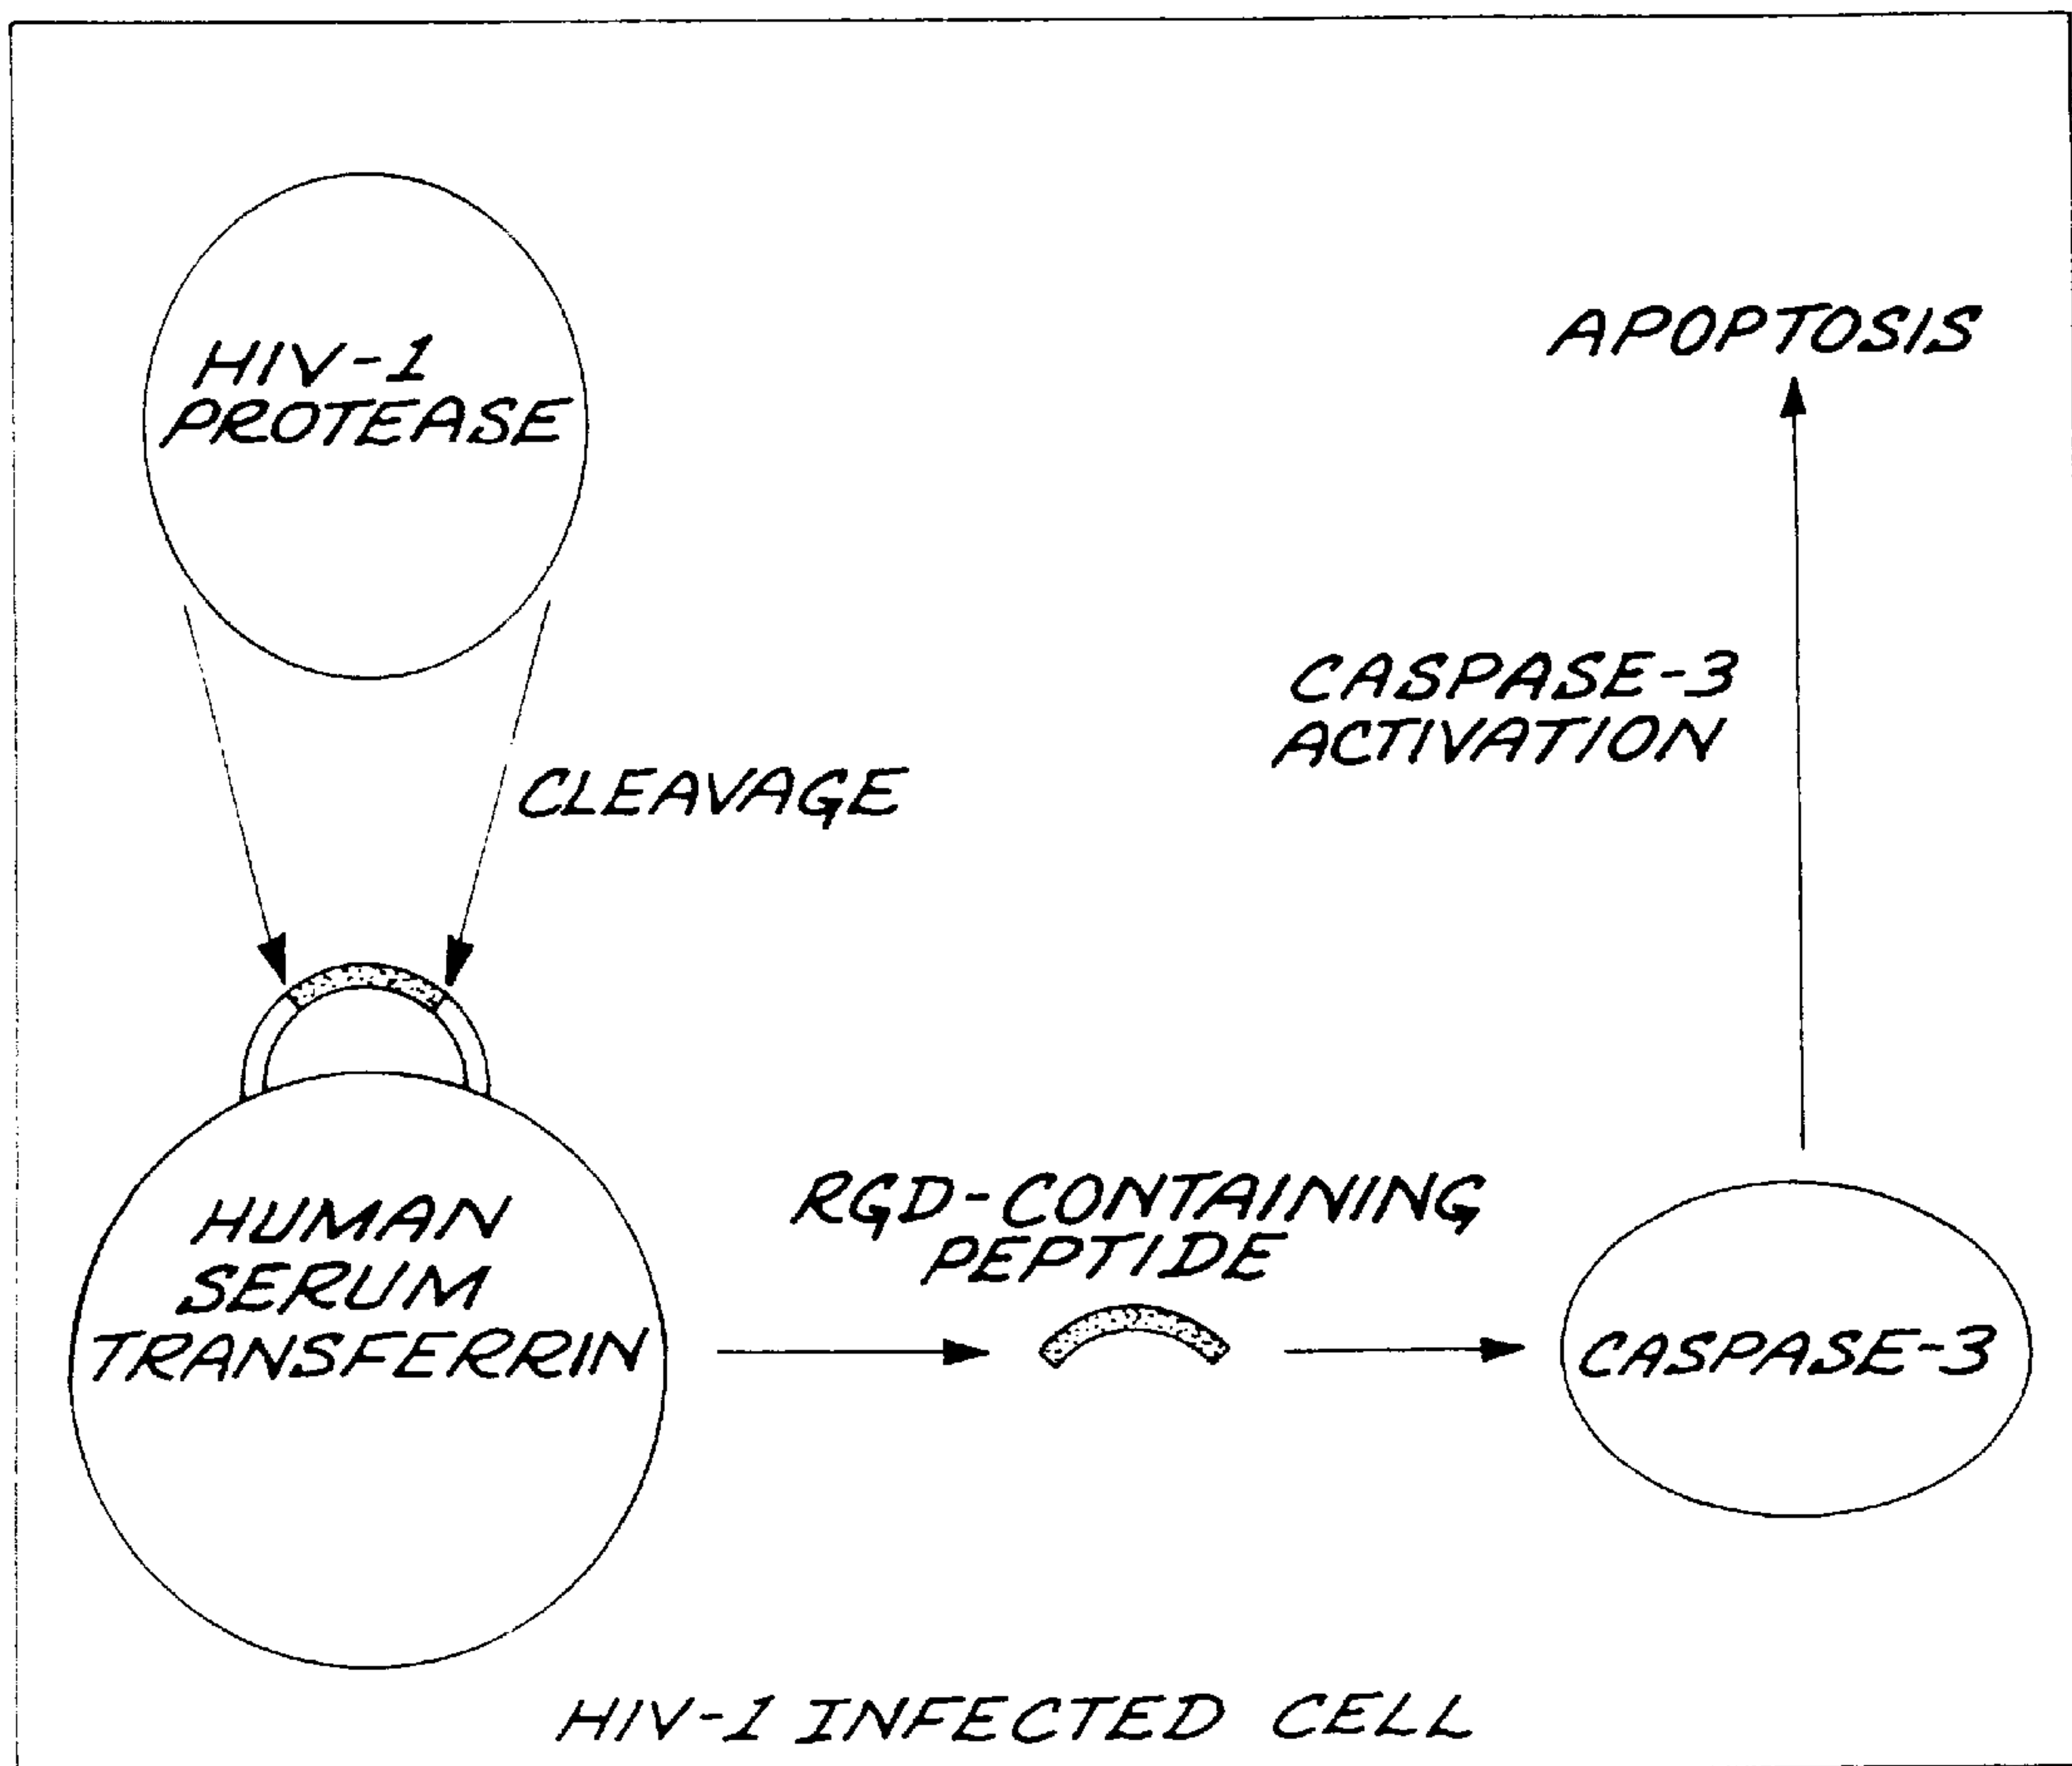 HIV-1
PROTEASE
APOPTOSIS
CASPASE-3
ACTIVATION
CLEAVAGE
RGD-CONTAINING
PEPTIDE
HUMAN
SERUM
TRANSFERRIN
CASPASE-3
HIV-1 INFECTED CELL